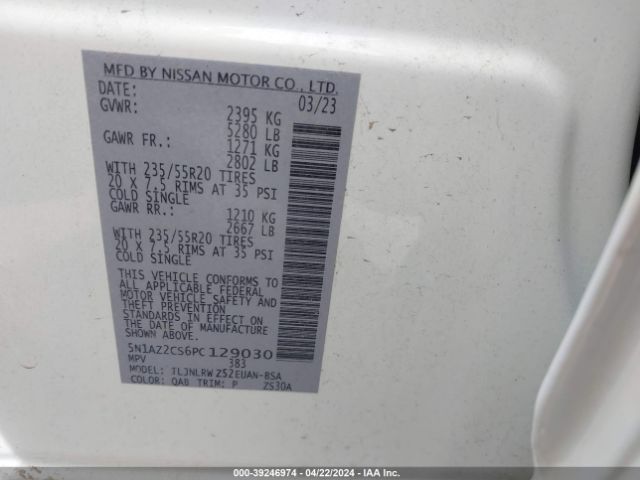 MFD BY NISSAN MOTOR CO., LTD.
DATE: 03/23
GVWR: 2395 KG
5280 LB
GAWR FR.: 1271 KG
2802 LB
WITH 235/55R20 TIRES
20 X 7.5 RIMS AT 35 PSI
COLD SINGLE
GAWR RR.: 1210 KG
2667 LB
WITH 235/55R20 TIRES
20 X 7.5 RIMS AT 35 PSI
COLD SINGLE
THIS VEHICLE CONFORMS TO
ALL APPLICABLE FEDERAL
MOTOR VEHICLE SAFETY AND
THEFT PREVENTION
STANDARDS IN EFFECT ON
THE DATE OF MANUFACTURE
SHOWN ABOVE.
5N1AZ2CS6PC129030
MPV 383
MODEL: TLJNLRWZ52EUAN-BSA
COLOR: QAB TRIM: P ZS30A
000-39246974 - 04/22/2024 - IAA Inc.